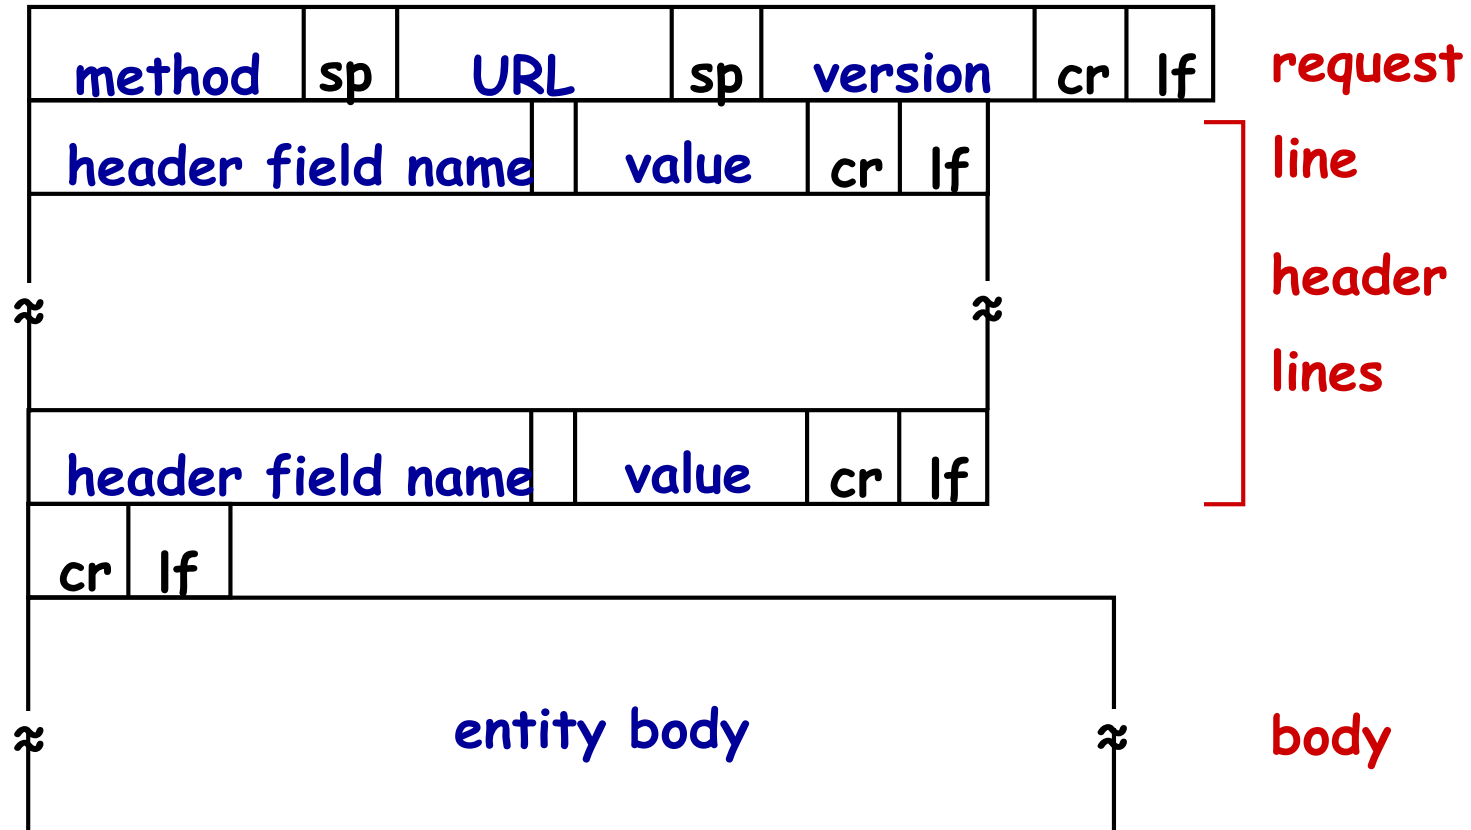 method sp URL sp version cr lf request
header field name value cr lf line
header
lines
header field name value cr lf
cr lf
entity body body